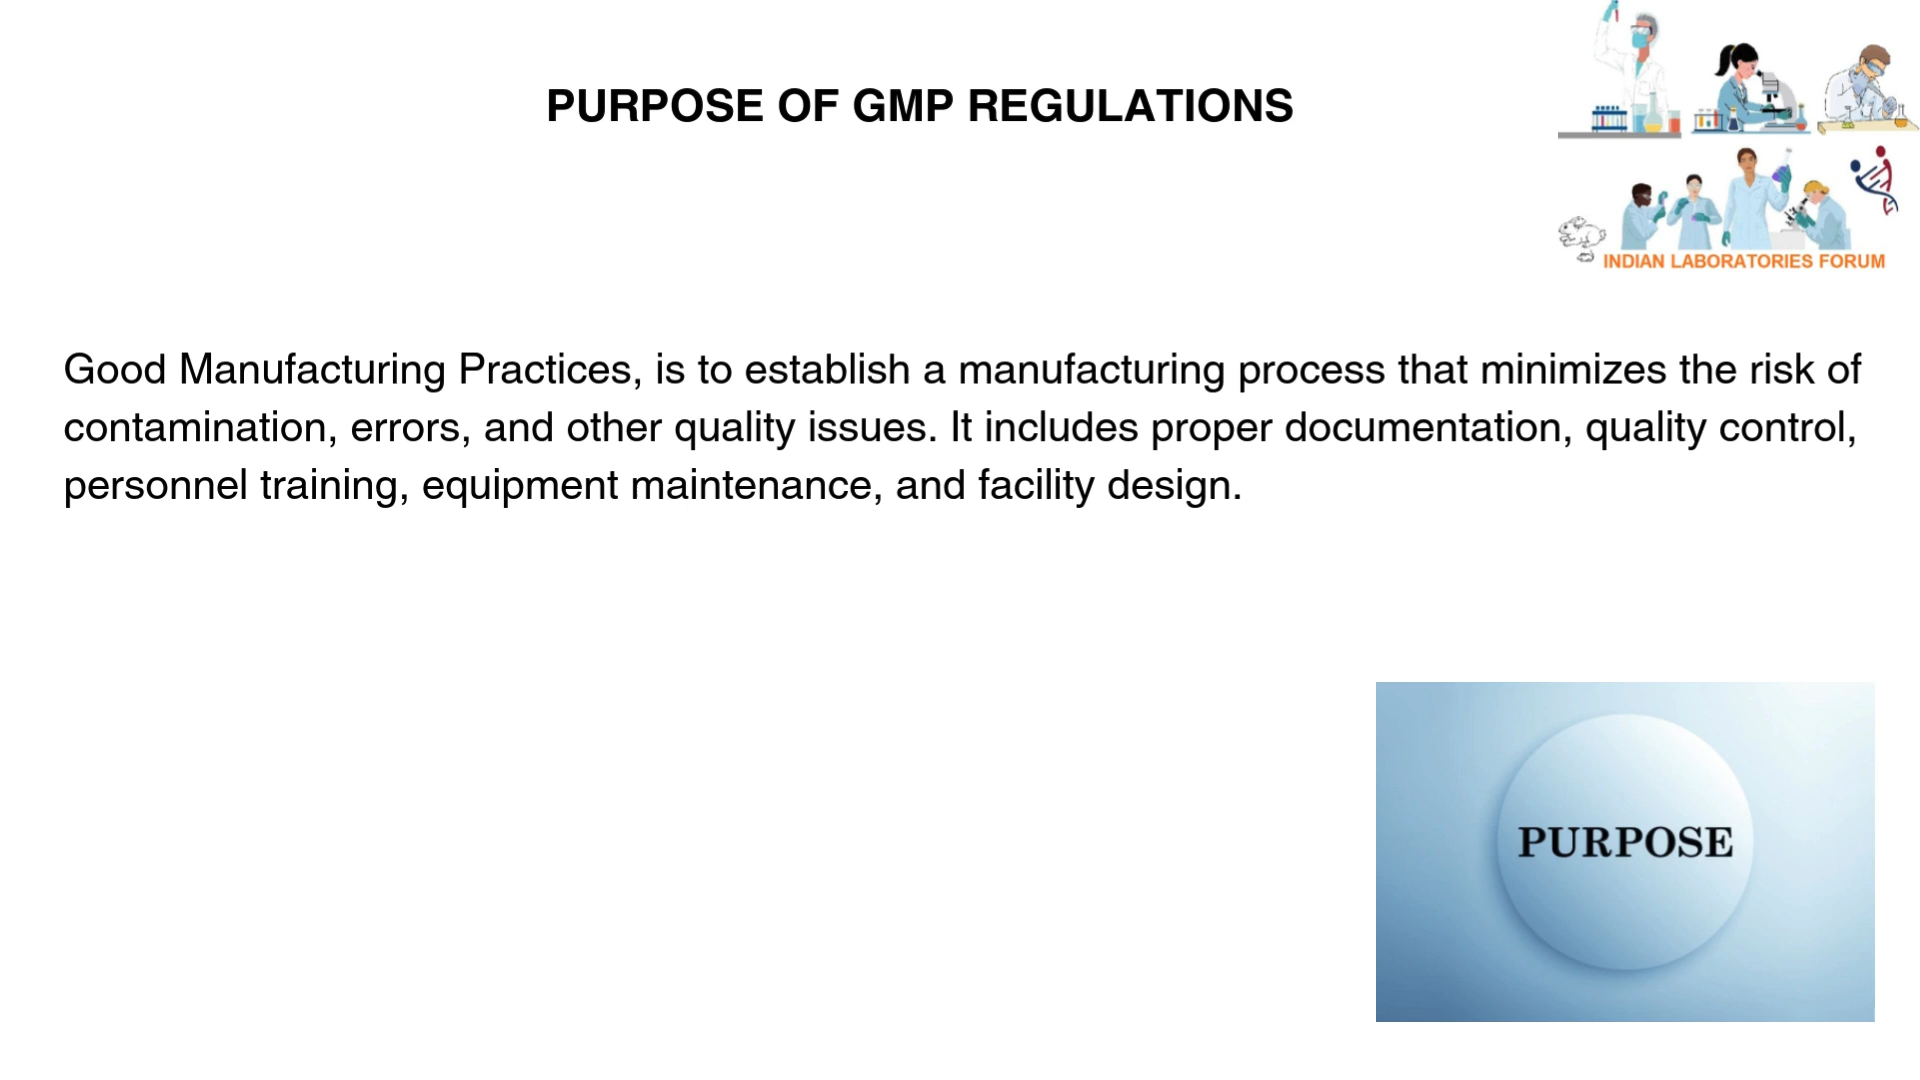 PURPOSE OF GMP REGULATIONS
INDIAN LABORATORIES FORUM
Good Manufacturing Practices, is to establish a manufacturing process that minimizes the risk of
contamination, errors, and other quality issues. It includes proper documentation, quality control,
personnel training, equipment maintenance, and facility design.
PURPOSE